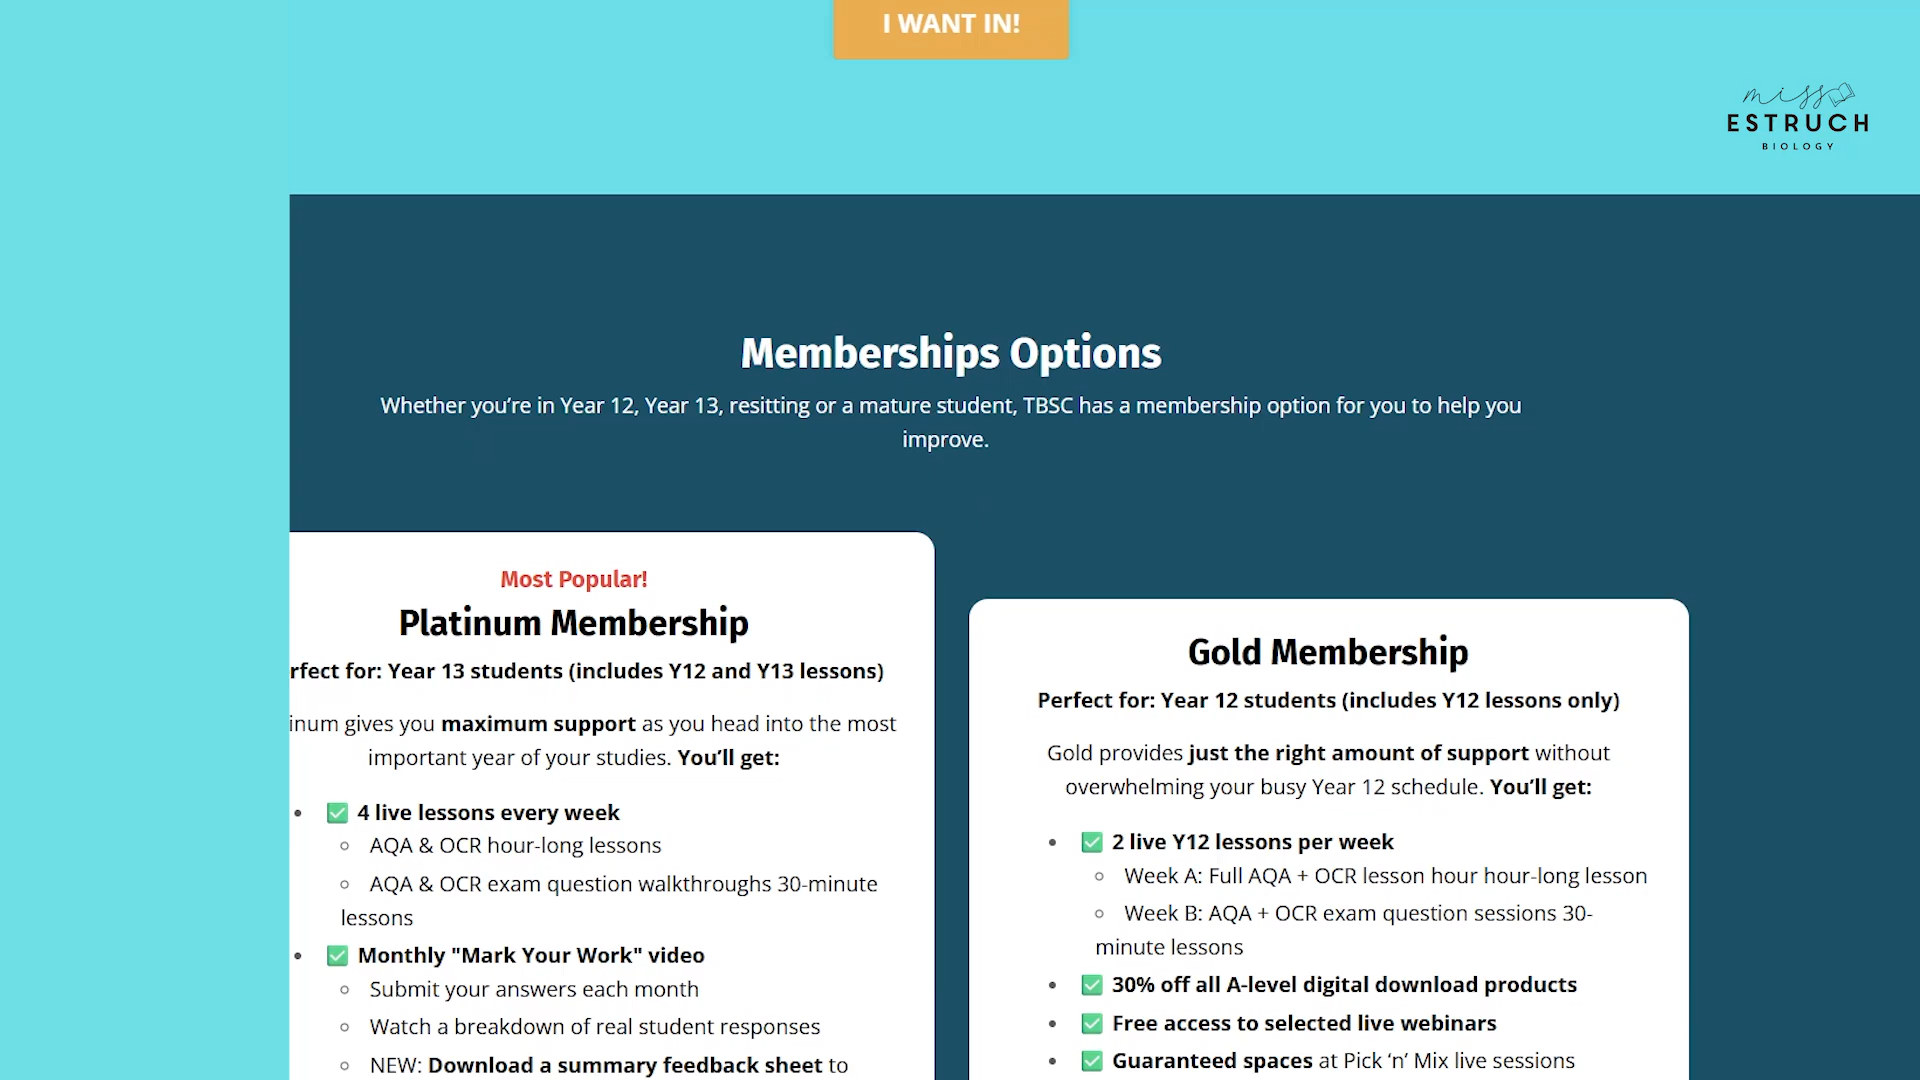 I WANT IN!
miss
ESTRUCH
BIOLOGY
Memberships Options
Whether you’re in Year 12, Year 13, resitting or a mature student, TBSC has a membership option for you to help you
improve.
Most Popular!
Platinum Membership
rfect for: Year 13 students (includes Y12 and Y13 lessons)
inum gives you maximum support as you head into the most
important year of your studies. You’ll get:
✅ 4 live lessons every week
AQA & OCR hour-long lessons
AQA & OCR exam question walkthroughs 30-minute
lessons
✅ Monthly "Mark Your Work" video
Submit your answers each month
Watch a breakdown of real student responses
NEW: Download a summary feedback sheet to
Gold Membership
Perfect for: Year 12 students (includes Y12 lessons only)
Gold provides just the right amount of support without
overwhelming your busy Year 12 schedule. You’ll get:
✅ 2 live Y12 lessons per week
Week A: Full AQA + OCR lesson hour hour-long lesson
Week B: AQA + OCR exam question sessions 30-
minute lessons
✅ 30% off all A-level digital download products
✅ Free access to selected live webinars
✅ Guaranteed spaces at Pick ‘n’ Mix live sessions